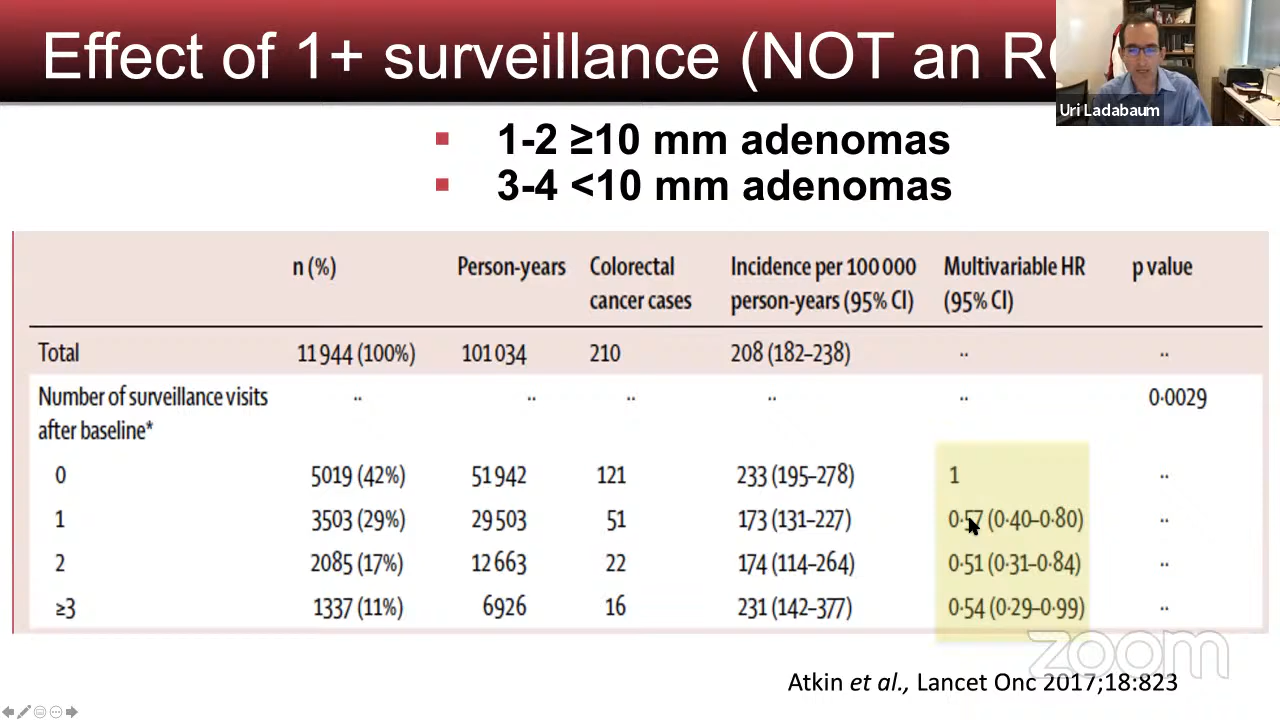 Effect of 1+ surveillance (NOT an R
Uri Ladabaum
▪ 1-2 ≥10 mm adenomas
▪ 3-4 <10 mm adenomas
n (%) Person-years Colorectal cancer cases Incidence per 100 000 person-years (95% CI) Multivariable HR (95% CI) p value
Total 11 944 (100%) 101 034 210 208 (182–238) ·· ··
Number of surveillance visits after baseline* ·· ·· ·· ·· ·· 0·0029
0 5019 (42%) 51 942 121 233 (195–278) 1 ··
1 3503 (29%) 29 503 51 173 (131–227) 0·57 (0·40–0·80) ··
2 2085 (17%) 12 663 22 174 (114–264) 0·51 (0·31–0·84) ··
≥3 1337 (11%) 6926 16 231 (142–377) 0·54 (0·29–0·99) ··
zoom
Atkin et al., Lancet Onc 2017;18:823